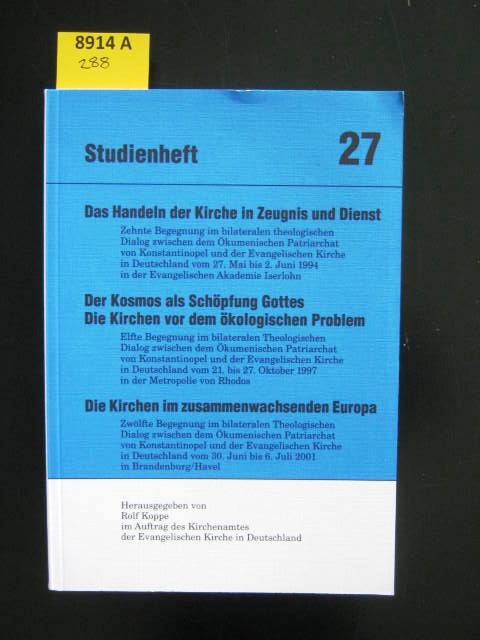 8914 A
288
Studienheft 27
Das Handeln der Kirche in Zeugnis und Dienst
Zehnte Begegnung im bilateralen theologischen
Dialog zwischen dem Ökumenischen Patriarchat
von Konstantinopel und der Evangelischen Kirche
in Deutschland vom 27. Mai bis 2. Juni 1994
in der Evangelischen Akademie Iserlohn
Der Kosmos als Schöpfung Gottes
Die Kirchen vor dem ökologischen Problem
Elfte Begegnung im bilateralen Theologischen
Dialog zwischen dem Ökumenischen Patriarchat
von Konstantinopel und der Evangelischen Kirche
in Deutschland vom 21. bis 27. Oktober 1997
in der Metropolie von Rhodos
Die Kirchen im zusammenwachsenden Europa
Zwölfte Begegnung im bilateralen Theologischen
Dialog zwischen dem Ökumenischen Patriarchat
von Konstantinopel und der Evangelischen Kirche
in Deutschland vom 30. Juni bis 6. Juli 2001
in Brandenburg/Havel
Herausgegeben von
Rolf Koppe
im Auftrag des Kirchenamtes
der Evangelischen Kirche in Deutschland